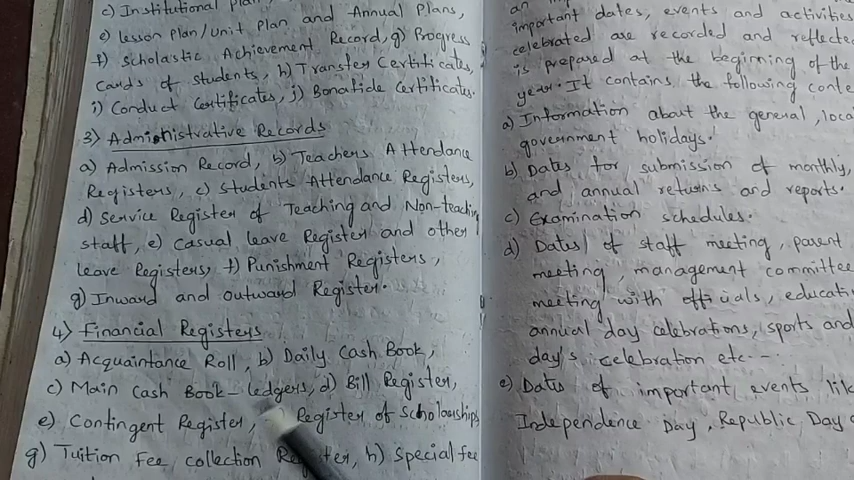 c) Institutional Plan,
e) Lesson Plan/Unit Plan and Annual Plans,
f) Scholastic Achievement Record, g) Progress
Cards of Students, h) Transfer Certificates,
i) Conduct Certificates, j) Bonafide Certificates.
3) Administrative Records
a) Admission Record, b) Teachers Attendance
Registers, c) Students Attendance Registers,
d) Service Register of Teaching and Non-teaching
staff, e) Casual leave Register and other
leave Registers, f) Punishment Registers,
g) Inward and outward Register.
4) Financial Registers
a) Acquaintance Roll, b) Daily Cash Book,
c) Main Cash Book-ledgers, d) Bill Register,
e) Contingent Register, Register of Scholarships
g) Tuition Fee collection Register, h) Special fee
important dates, events and activities
celebrated are recorded and reflecte
is prepared at the beginning of the
year. It contains the following conte
a) Information about the general, loca
government holidays.
b) Dates for submission of monthly,
and annual returns and reports.
c) Examination schedules.
d) Dates of staff meeting, parent
meeting, management committee
meeting with officials, educati
annual day celebrations, sports and
day's celebration etc---
e) Dates of important events lik
Independence Day, Republic Day